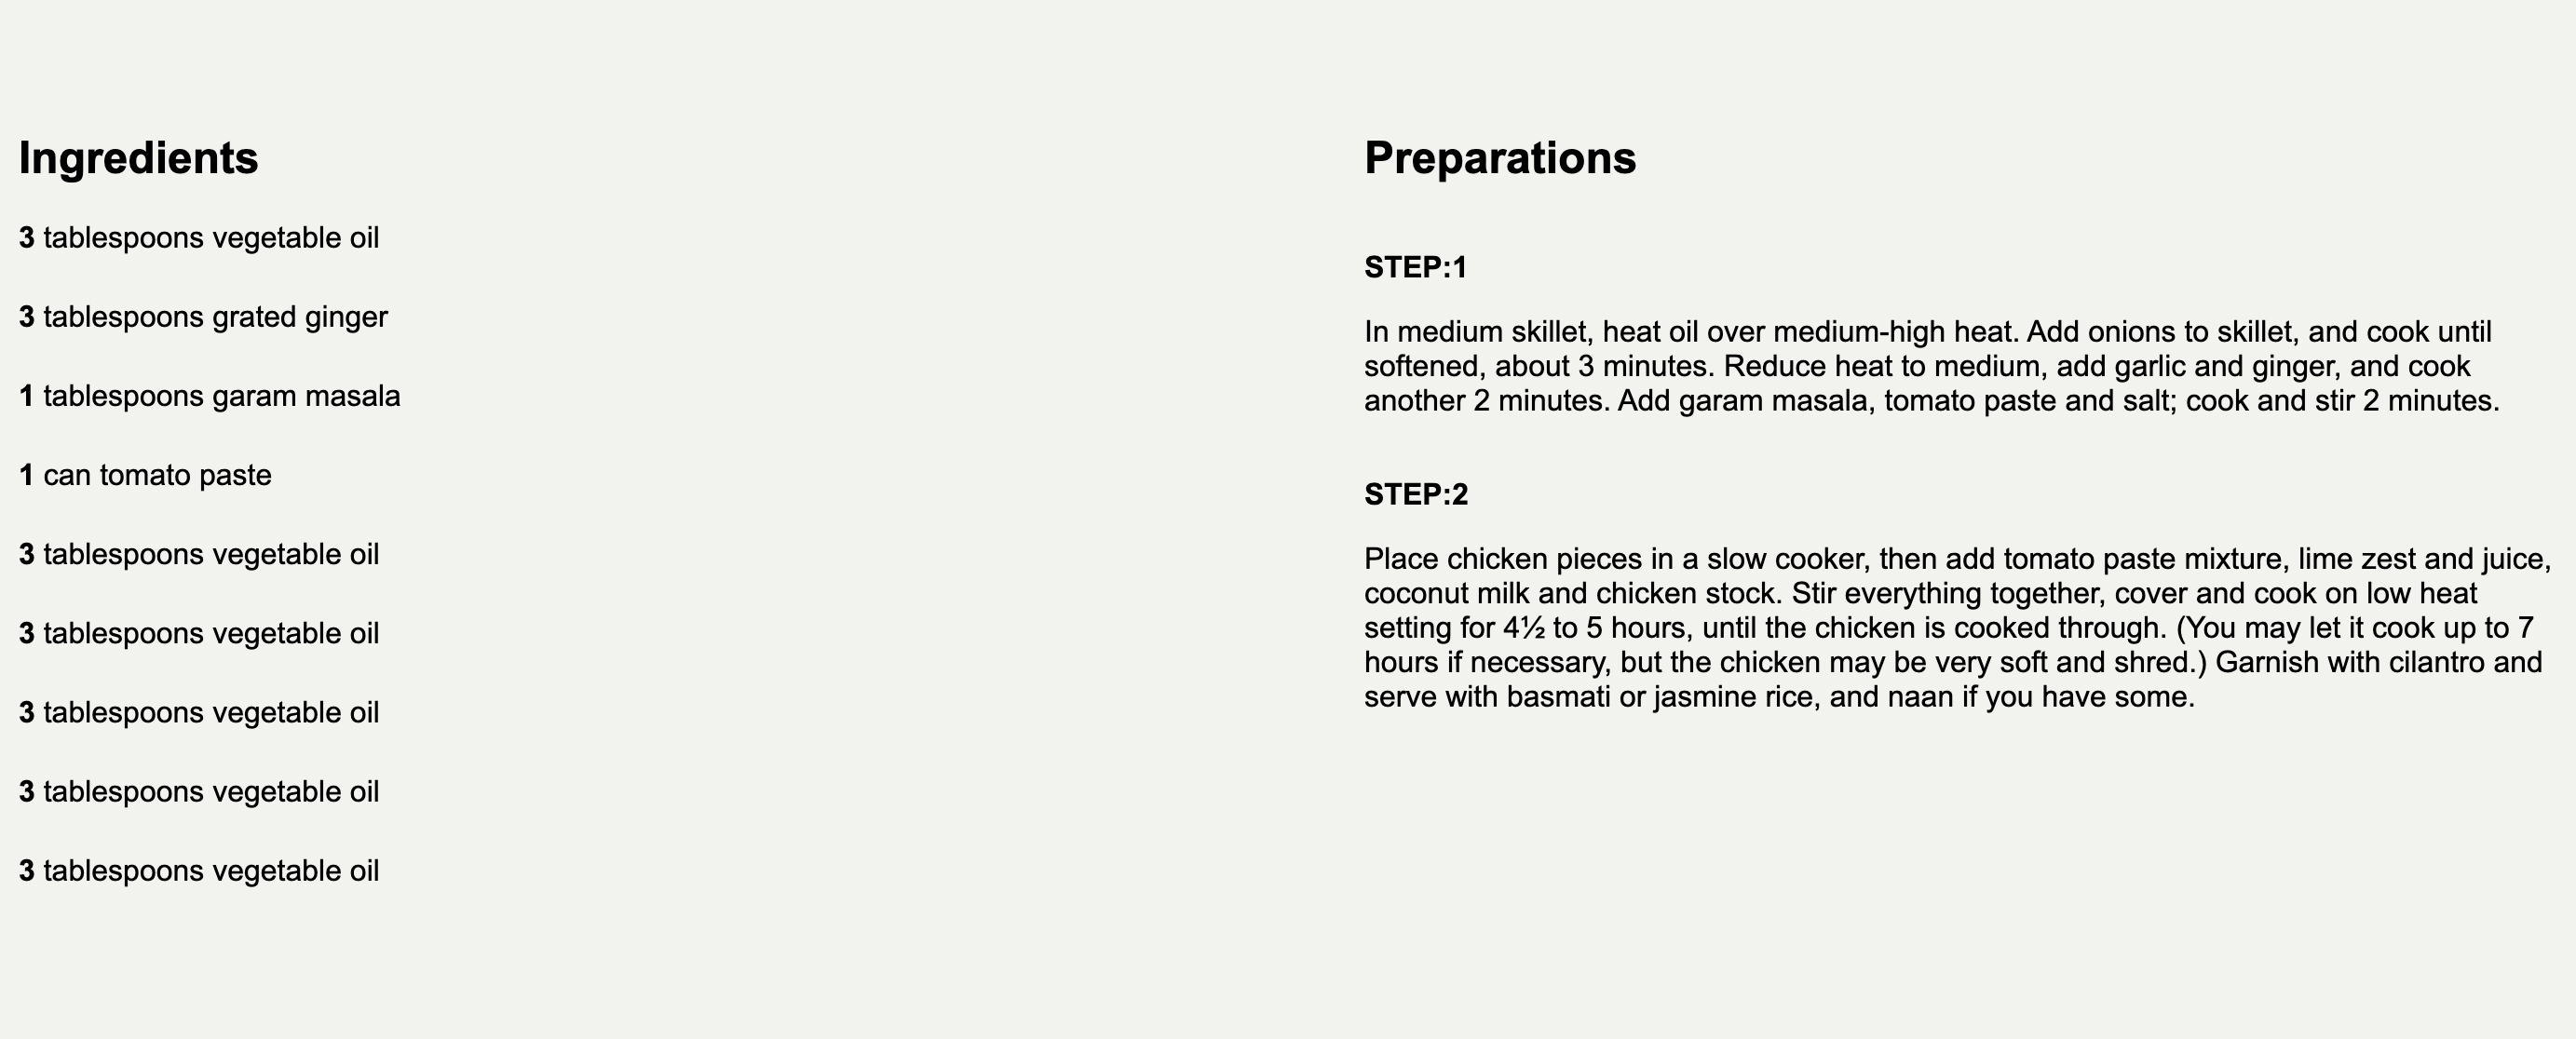 Ingredients
3 tablespoons vegetable oil
3 tablespoons grated ginger
1 tablespoons garam masala
1 can tomato paste
3 tablespoons vegetable oil
3 tablespoons vegetable oil
3 tablespoons vegetable oil
3 tablespoons vegetable oil
3 tablespoons vegetable oil
Preparations
STEP:1
In medium skillet, heat oil over medium-high heat. Add onions to skillet, and cook until
softened, about 3 minutes. Reduce heat to medium, add garlic and ginger, and cook
another 2 minutes. Add garam masala, tomato paste and salt; cook and stir 2 minutes.
STEP:2
Place chicken pieces in a slow cooker, then add tomato paste mixture, lime zest and juice,
coconut milk and chicken stock. Stir everything together, cover and cook on low heat
setting for 4½ to 5 hours, until the chicken is cooked through. (You may let it cook up to 7
hours if necessary, but the chicken may be very soft and shred.) Garnish with cilantro and
serve with basmati or jasmine rice, and naan if you have some.